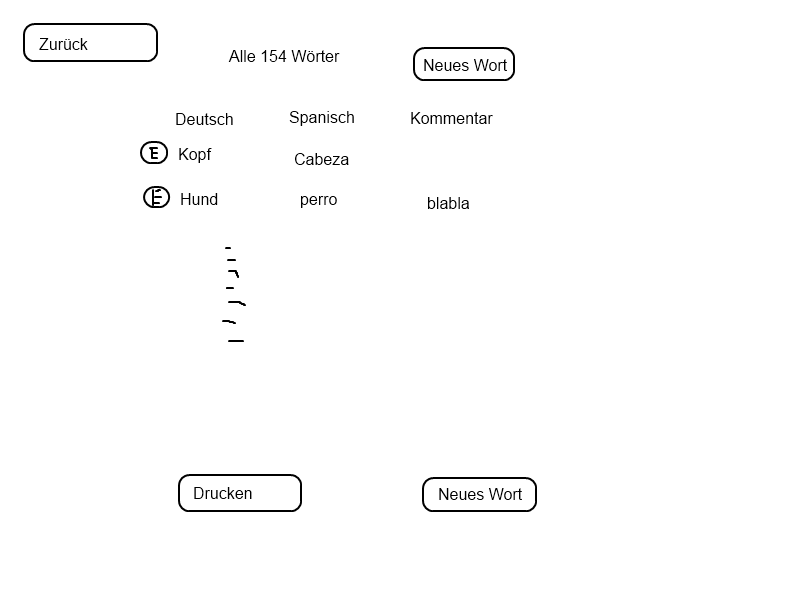 Zurück
Alle 154 Wörter
Neues Wort
Deutsch Spanisch Kommentar
E Kopf Cabeza
E Hund perro blabla
Drucken Neues Wort